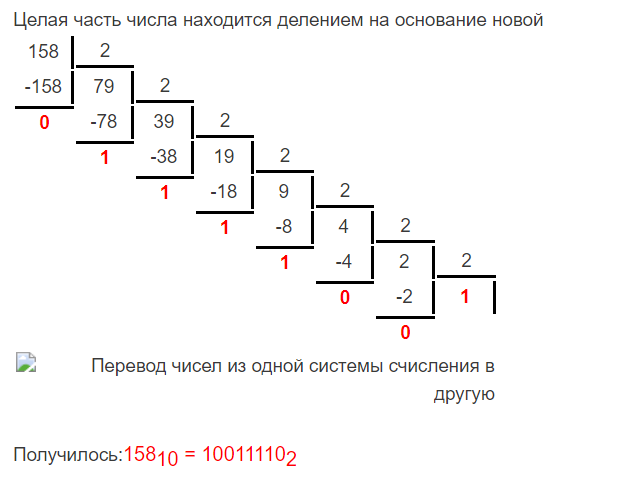 Целая часть числа находится делением на основание новой
158 2
-158 79 2
0 -78 39 2
1 -38 19 2
1 -18 9 2
1 -8 4 2
1 -4 2 2
0 -2 1
0
Перевод чисел из одной системы счисления в
другую
Получилось:158₁₀ = 10011110₂